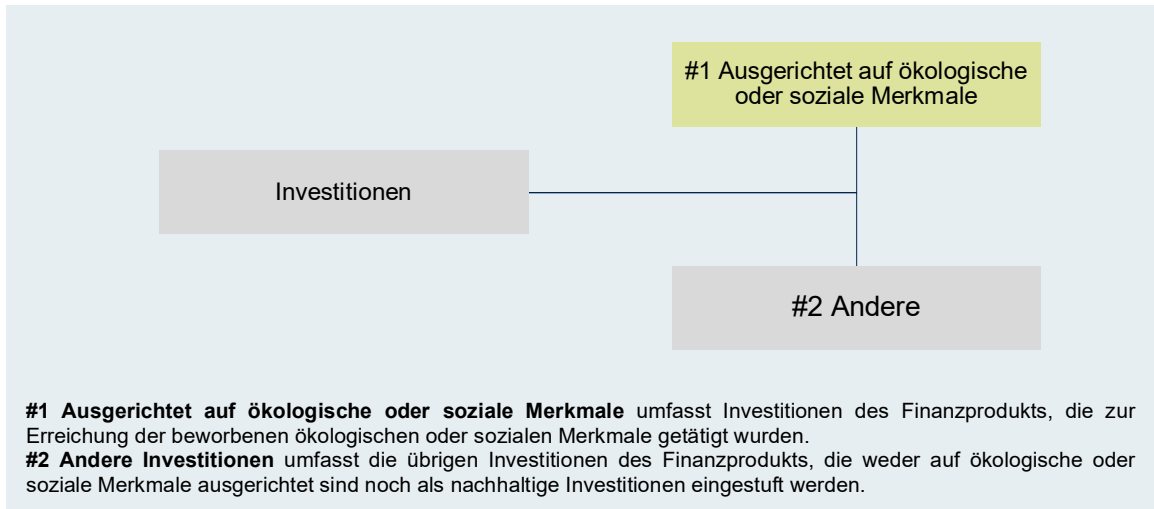 #1 Ausgerichtet auf ökologische
oder soziale Merkmale
Investitionen
#2 Andere
#1 Ausgerichtet auf ökologische oder soziale Merkmale umfasst Investitionen des Finanzprodukts, die zur
Erreichung der beworbenen ökologischen oder sozialen Merkmale getätigt wurden.
#2 Andere Investitionen umfasst die übrigen Investitionen des Finanzprodukts, die weder auf ökologische oder
soziale Merkmale ausgerichtet sind noch als nachhaltige Investitionen eingestuft werden.